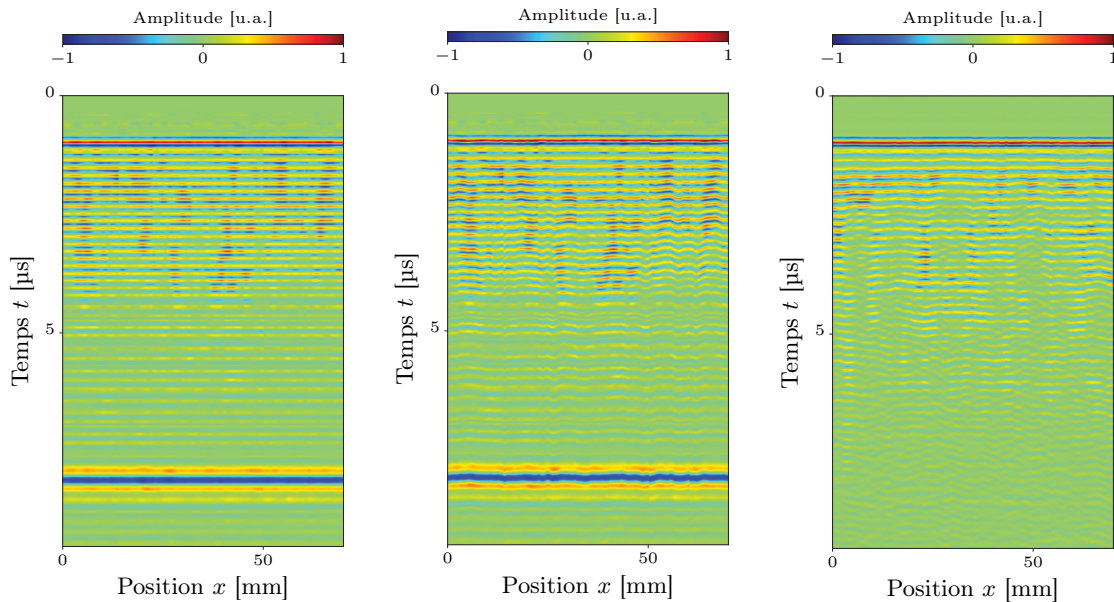 Amplitude [u.a.]
−1 0 1
0
5
Temps t [µs]
0 50
Position x [mm]
Amplitude [u.a.]
−1 0 1
0
5
Temps t [µs]
0 50
Position x [mm]
Amplitude [u.a.]
−1 0 1
0
5
Temps t [µs]
0 50
Position x [mm]